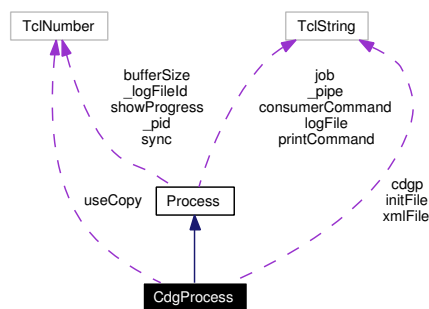 TclNumber
TclString
bufferSize
_logFileId
showProgress
_pid
sync
job
_pipe
consumerCommand
logFile
printCommand
useCopy
Process
cdgp
initFile
xmlFile
CdgProcess